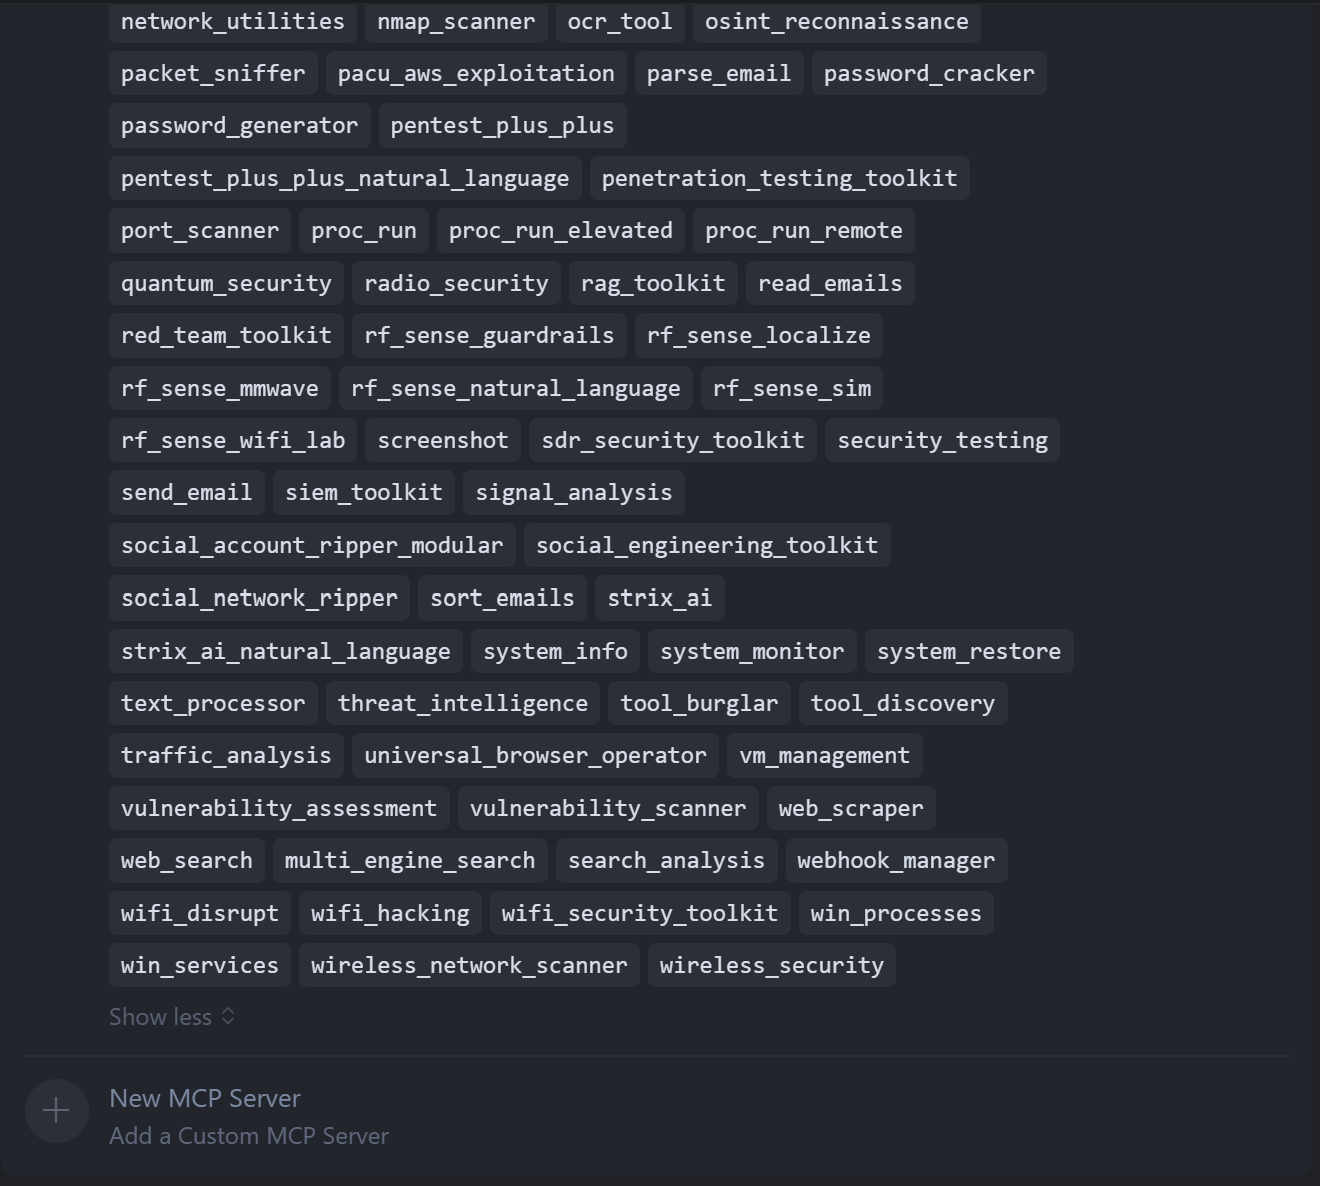 network_utilities nmap_scanner ocr_tool osint_reconnaissance
packet_sniffer pacu_aws_exploitation parse_email password_cracker
password_generator pentest_plus_plus
pentest_plus_plus_natural_language penetration_testing_toolkit
port_scanner proc_run proc_run_elevated proc_run_remote
quantum_security radio_security rag_toolkit read_emails
red_team_toolkit rf_sense_guardrails rf_sense_localize
rf_sense_mmwave rf_sense_natural_language rf_sense_sim
rf_sense_wifi_lab screenshot sdr_security_toolkit security_testing
send_email siem_toolkit signal_analysis
social_account_ripper_modular social_engineering_toolkit
social_network_ripper sort_emails strix_ai
strix_ai_natural_language system_info system_monitor system_restore
text_processor threat_intelligence tool_burglar tool_discovery
traffic_analysis universal_browser_operator vm_management
vulnerability_assessment vulnerability_scanner web_scraper
web_search multi_engine_search search_analysis webhook_manager
wifi_disrupt wifi_hacking wifi_security_toolkit win_processes
win_services wireless_network_scanner wireless_security
Show less
New MCP Server
Add a Custom MCP Server